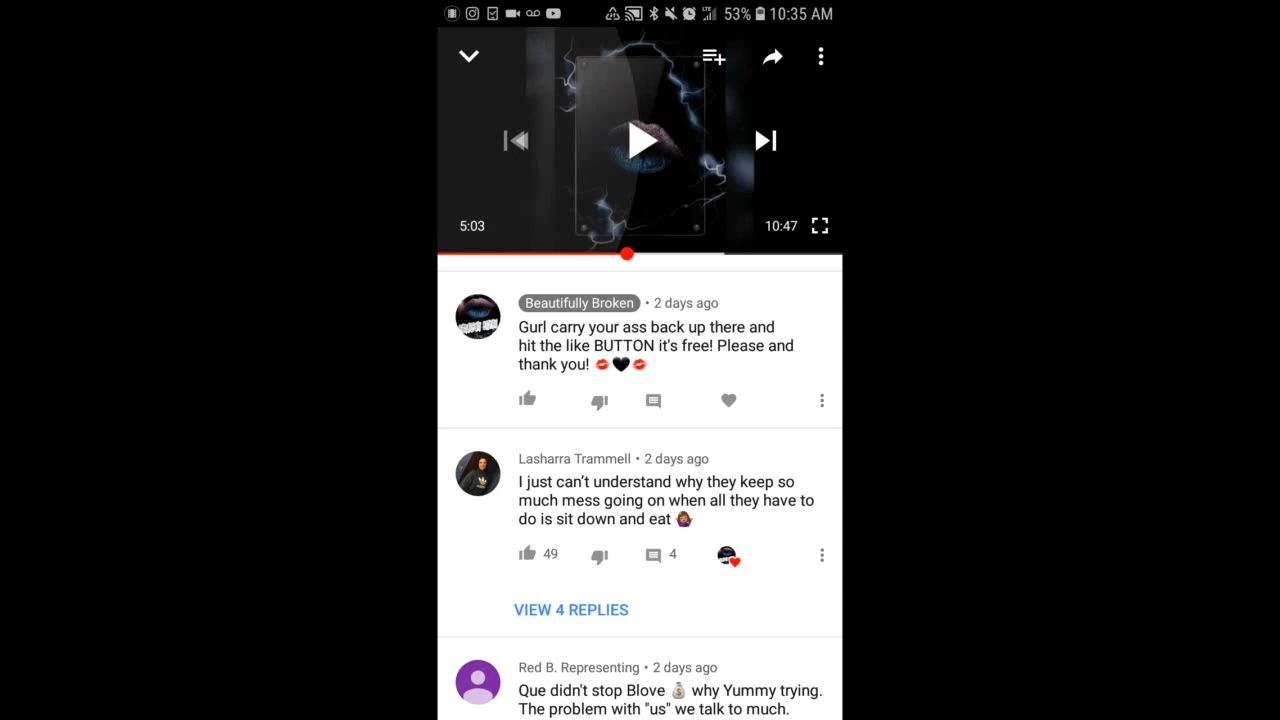 LTE 53% 10:35 AM
5:03 10:47
Beautifully Broken • 2 days ago
Gurl carry your ass back up there and
hit the like BUTTON it's free! Please and
thank you! 💋🖤💋
Lasharra Trammell • 2 days ago
I just can’t understand why they keep so
much mess going on when all they have to
do is sit down and eat 🤷🏽‍♀️
49 4
VIEW 4 REPLIES
Red B. Representing • 2 days ago
Que didn't stop Blove 💰 why Yummy trying.
The problem with "us" we talk to much.